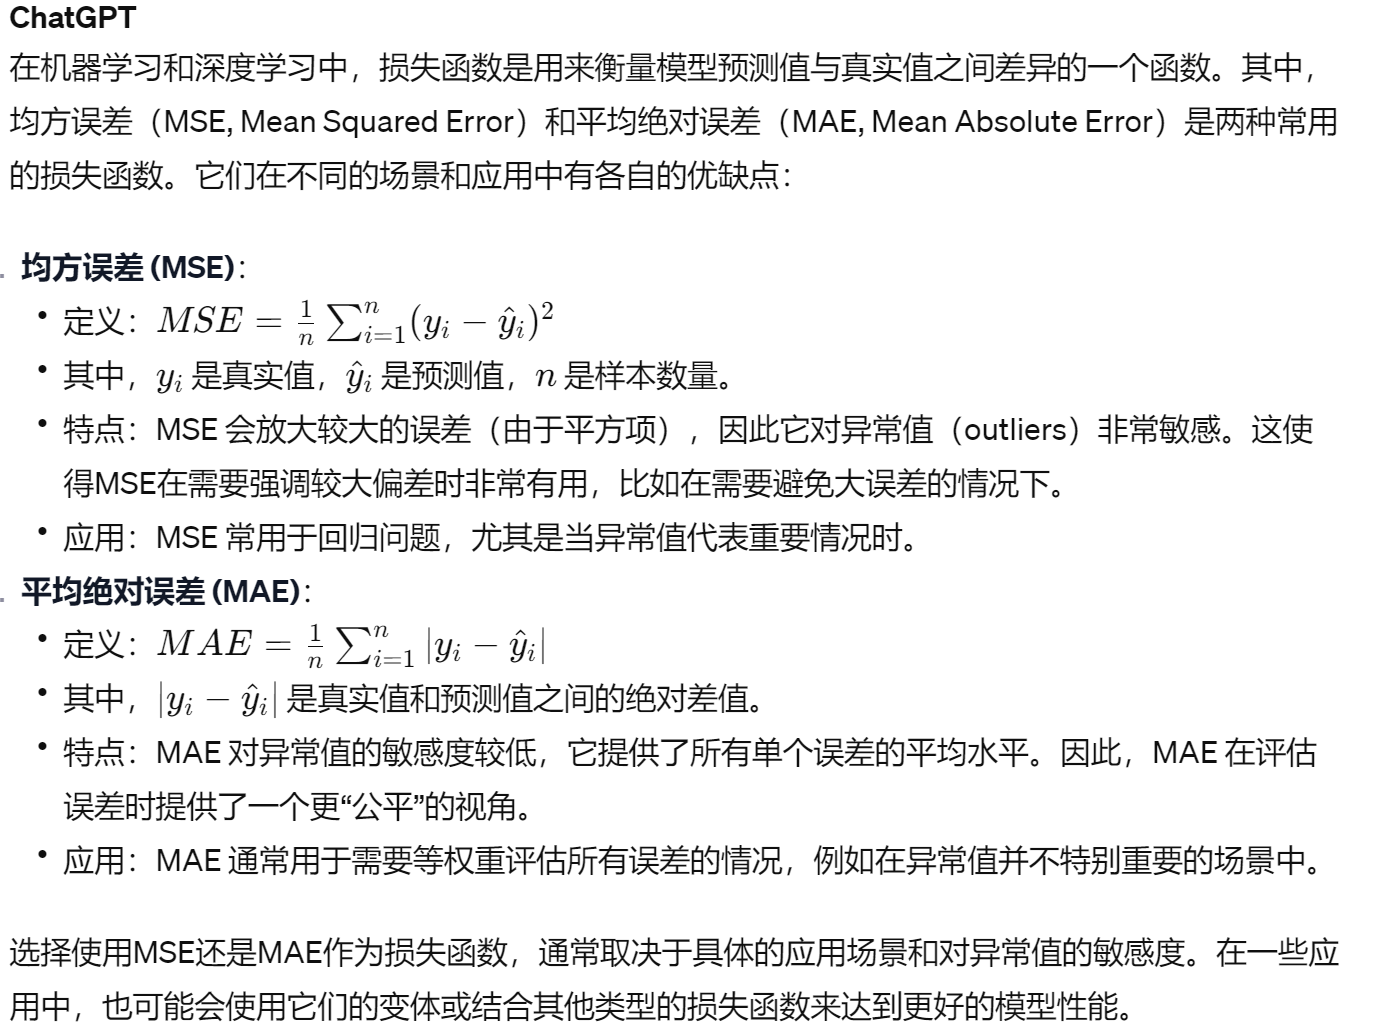 ChatGPT
在机器学习和深度学习中，损失函数是用来衡量模型预测值与真实值之间差异的一个函数。其中，
均方误差（MSE, Mean Squared Error）和平均绝对误差（MAE, Mean Absolute Error）是两种常用
的损失函数。它们在不同的场景和应用中有各自的优缺点：
. 均方误差 (MSE)：
• 定义：$MSE = \frac{1}{n} \sum_{i=1}^{n} (y_i - \hat{y}_i)^2$
• 其中，$y_i$ 是真实值，$\hat{y}_i$ 是预测值，$n$ 是样本数量。
• 特点：MSE 会放大较大的误差（由于平方项），因此它对异常值（outliers）非常敏感。这使
得MSE在需要强调较大偏差时非常有用，比如在需要避免大误差的情况下。
• 应用：MSE 常用于回归问题，尤其是当异常值代表重要情况时。
. 平均绝对误差 (MAE)：
• 定义：$MAE = \frac{1}{n} \sum_{i=1}^{n} |y_i - \hat{y}_i|$
• 其中，$|y_i - \hat{y}_i|$ 是真实值和预测值之间的绝对差值。
• 特点：MAE 对异常值的敏感度较低，它提供了所有单个误差的平均水平。因此，MAE 在评估
误差时提供了一个更“公平”的视角。
• 应用：MAE 通常用于需要等权重评估所有误差的情况，例如在异常值并不特别重要的场景中。
选择使用MSE还是MAE作为损失函数，通常取决于具体的应用场景和对异常值的敏感度。在一些应
用中，也可能会使用它们的变体或结合其他类型的损失函数来达到更好的模型性能。